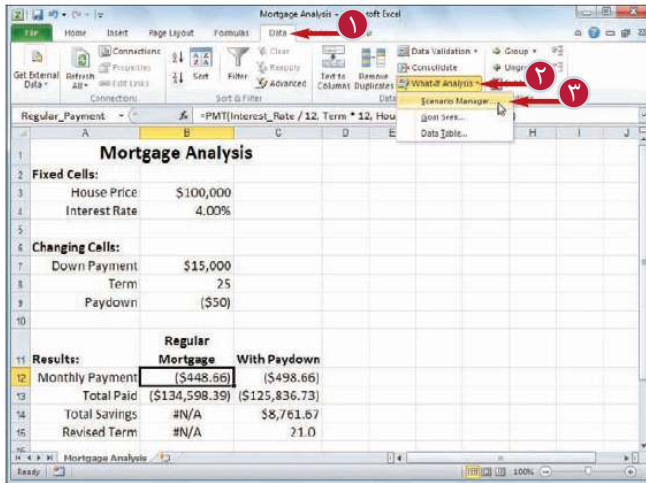 Mortgage Analysis - soft Excel
File Home Insert Page Layout Formulas Data
۱
Get External Data
Refresh All
Connections
Properties
Edit Links
Connections
Sort
Filter
Clear
Reapply
Advanced
Sort & Filter
Text to Columns
Remove Duplicates
Data Validation
Consolidate
What-If Analysis
Group
Ungr
۲
Scenario Manager...
Goal Seek...
Data Table...
۳
Regular_Payment fx =PMT(Interest_Rate / 12, Term * 12, Hou
A B C D E H I J
1 Mortgage Analysis
2 Fixed Cells:
3 House Price $100,000
4 Interest Rate 4.00%
5
6 Changing Cells:
7 Down Payment $15,000
8 Term 25
9 Paydown ($50)
10
11 Results: Regular Mortgage With Paydown
12 Monthly Payment ($448.66) ($498.66)
13 Total Paid ($134,598.39) ($125,836.73)
14 Total Savings #N/A $8,761.67
15 Revised Term #N/A 21.0
Mortgage Analysis
Ready 100%